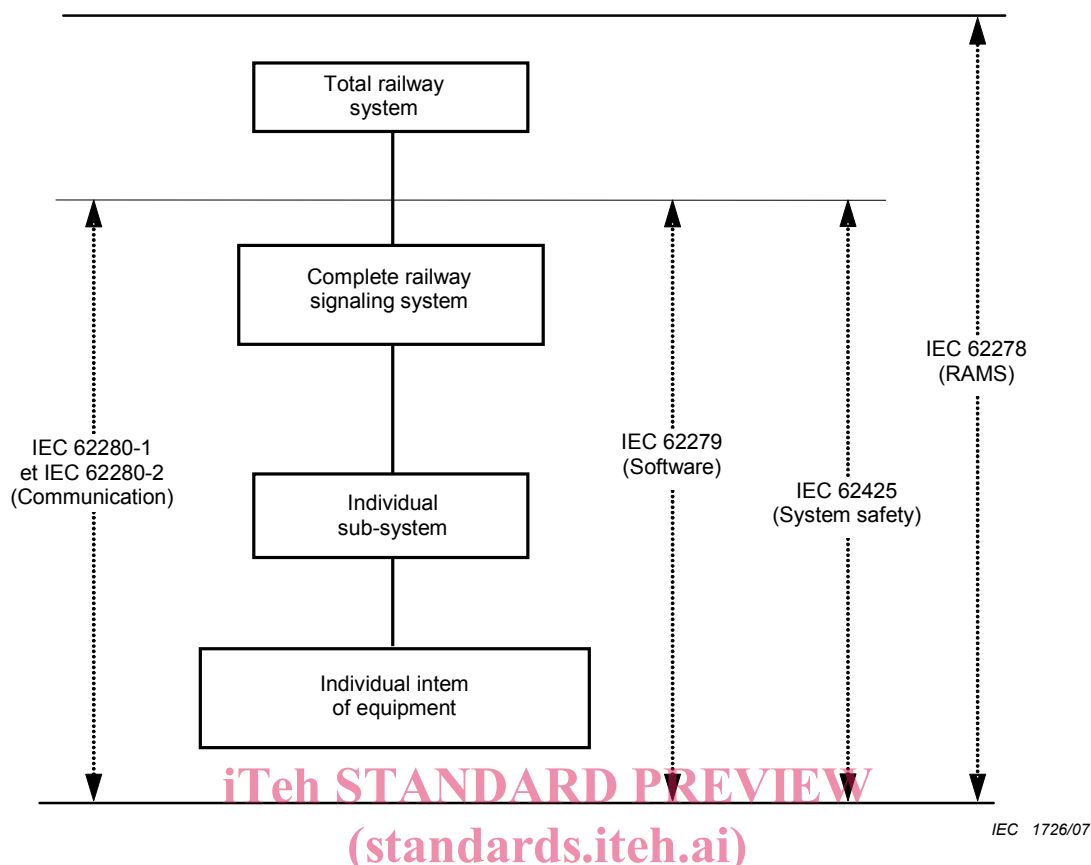 Total railway
system
Complete railway
signaling system
IEC 62278
(RAMS)
IEC 62280-1
et IEC 62280-2
(Communication)
IEC 62279
(Software)
IEC 62425
(System safety)
Individual
sub-system
Individual intem
of equipment
iTeh STANDARD PREVIEW
(standards.iteh.ai)
IEC 1726/07